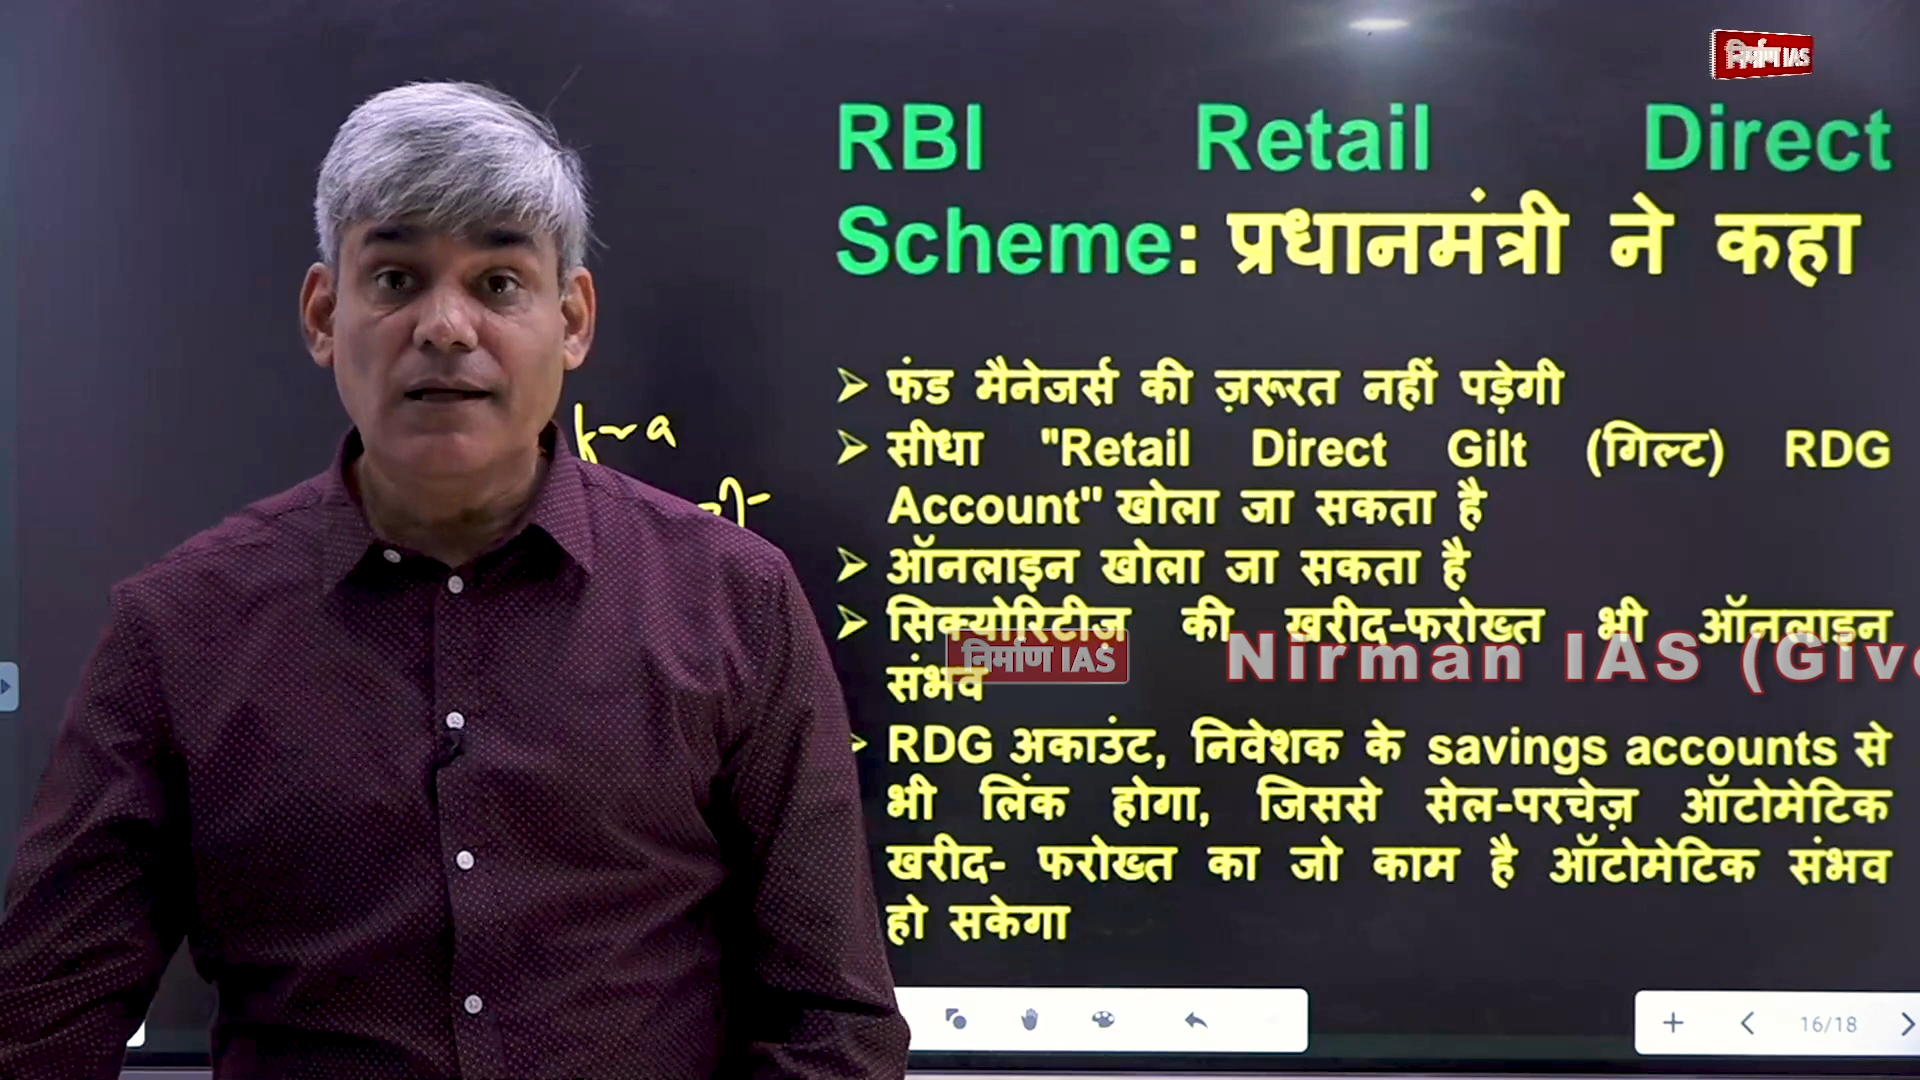 निर्माण IAS
RBI Retail Direct
Scheme: प्रधानमंत्री ने कहा
➢ फंड मैनेजर्स की ज़रूरत नहीं पड़ेगी
➢ सीधा "Retail Direct Gilt (गिल्ट) RDG
Account" खोला जा सकता है
➢ ऑनलाइन खोला जा सकता है
➢ सिक्योरिटीज़ की खरीद-फरोख्त भी ऑनलाइन
संभव
निर्माण IAS
Nirman IAS (Give
➢ RDG अकाउंट, निवेशक के savings accounts से
भी लिंक होगा, जिससे सेल-परचेज़ ऑटोमेटिक
खरीद- फरोख्त का जो काम है ऑटोमेटिक संभव
हो सकेगा
16/18